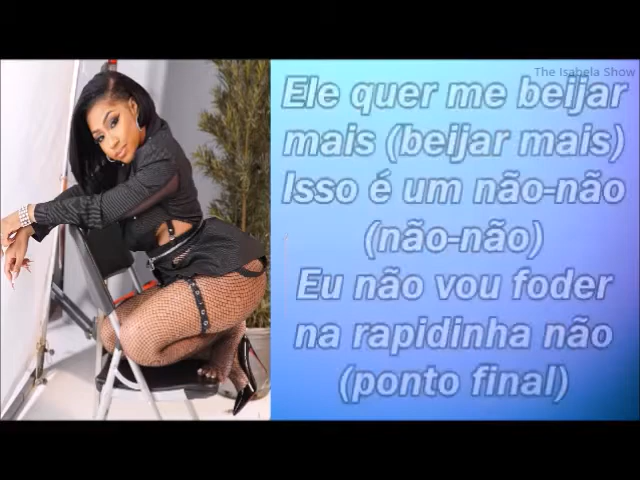 The Isabela Show
Ele quer me beijar
mais (beijar mais)
Isso é um não-não
(não-não)
Eu não vou foder
na rapidinha não
(ponto final)